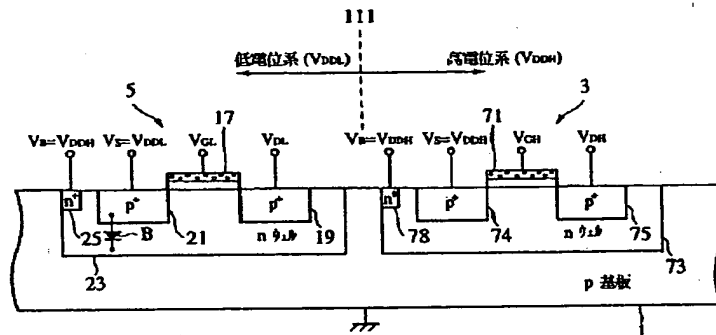 111
低電位系 (VDDL)
高電位系 (VDDH)
5
17
71
3
VB=VDDH
VS=VDDL
VGL
VDL
VB=VDDH
VS=VDDH
VGH
VDH
n+
p+
p+
n+
p+
p+
25
B
21
n ウェル
19
78
74
n ウェル
75
23
73
p 基板